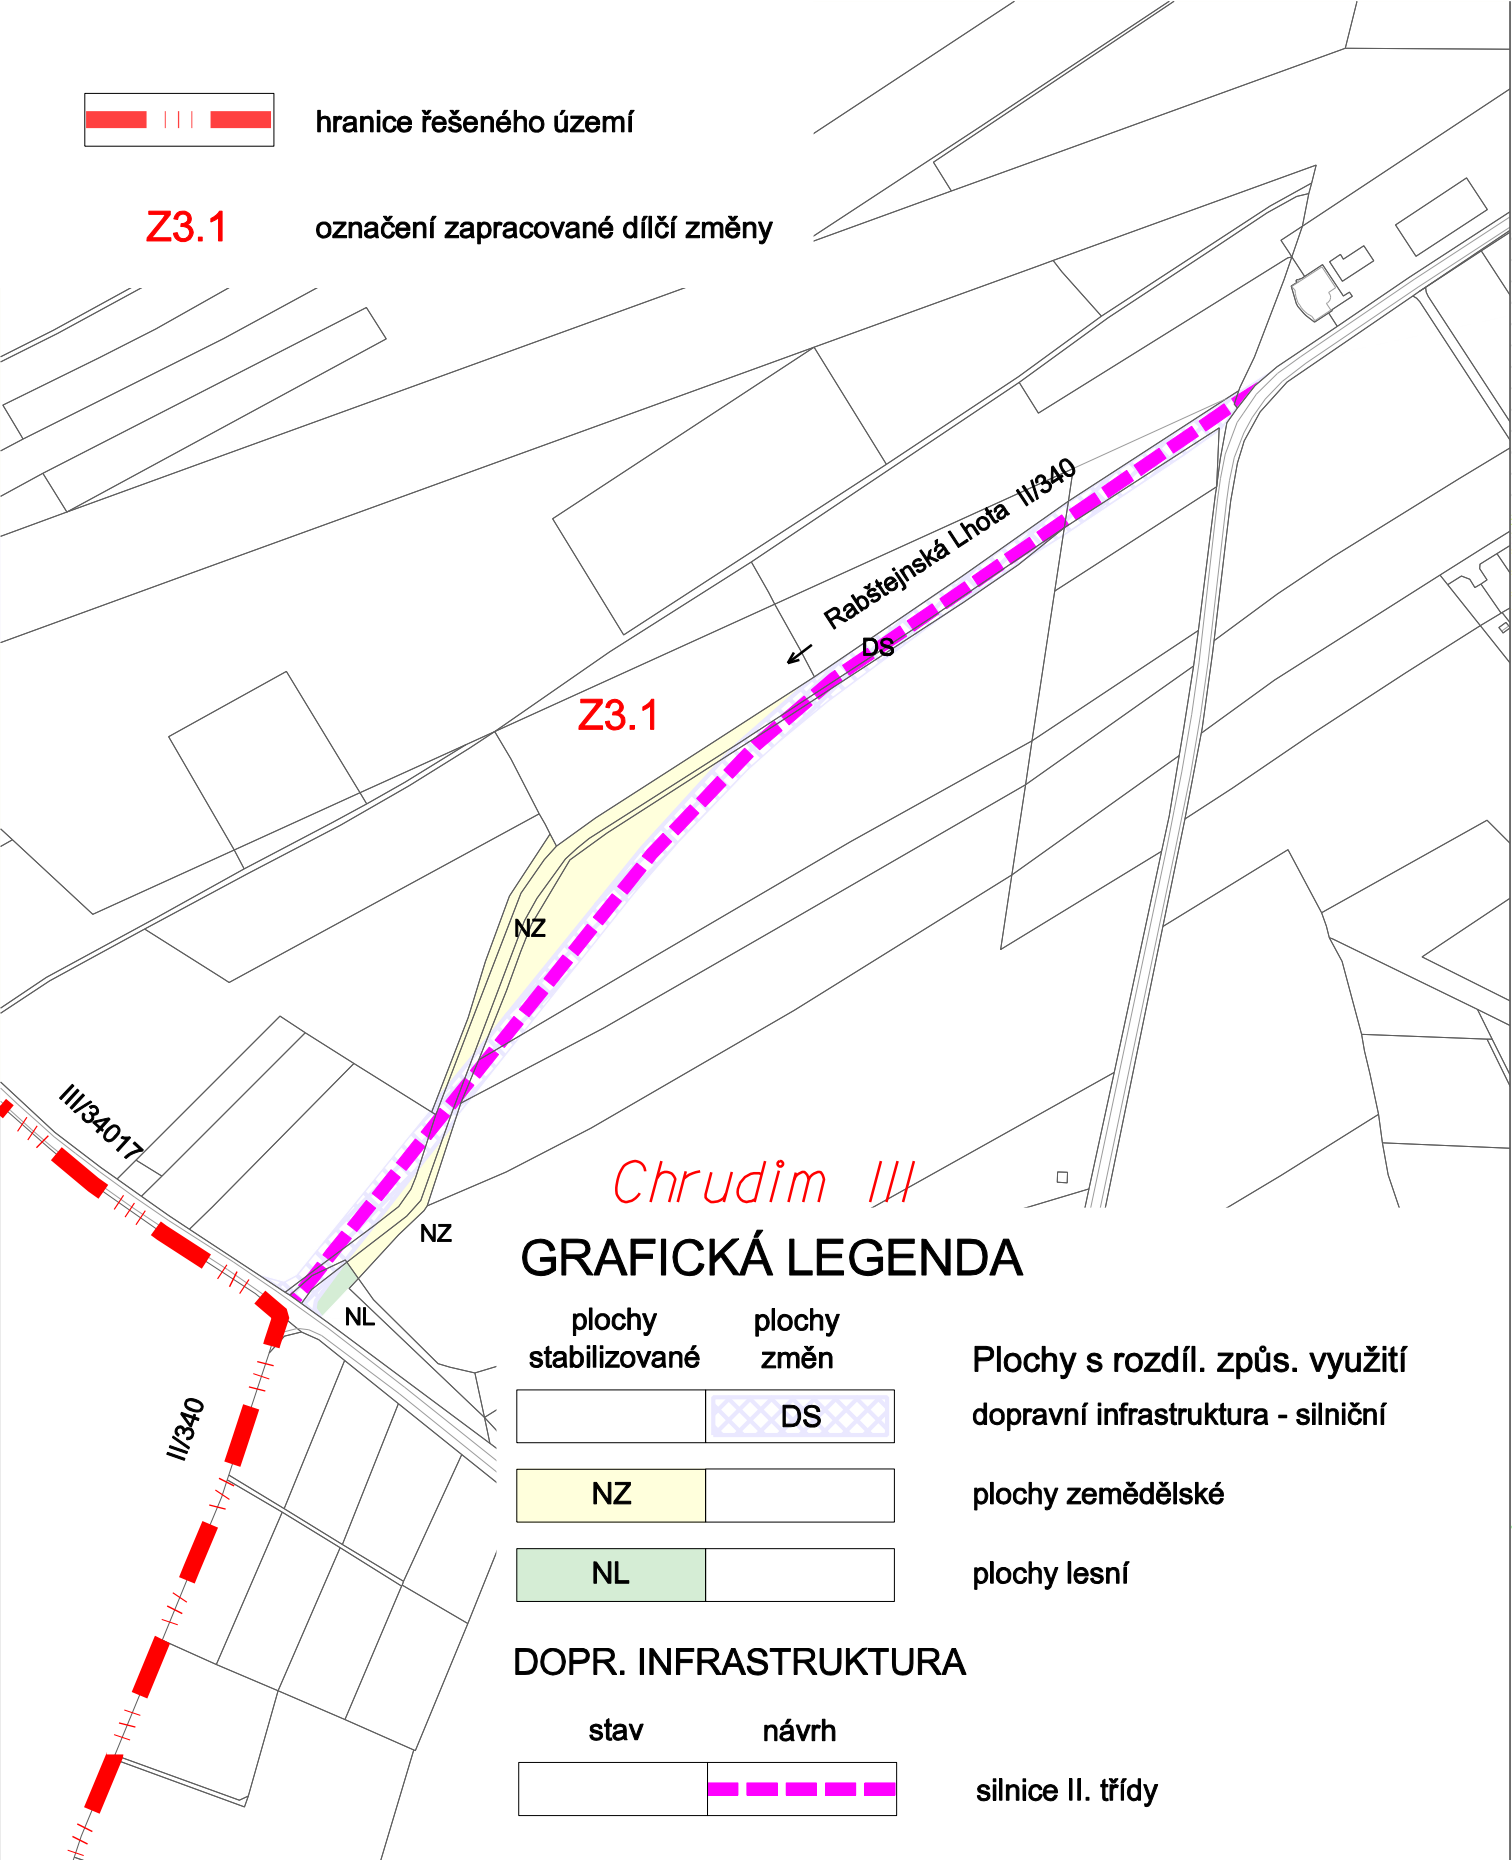 hranice řešeného území
Z3.1 označení zapracované dílčí změny
Rabštejnská Lhota II/340
DS
Z3.1
NZ
III/34017
NZ
NL
II/340
Chrudim III
GRAFICKÁ LEGENDA
plochy stabilizované
plochy změn
Plochy s rozdíl. způs. využití
DS dopravní infrastruktura - silniční
NZ plochy zemědělské
NL plochy lesní
DOPR. INFRASTRUKTURA
stav návrh
silnice II. třídy